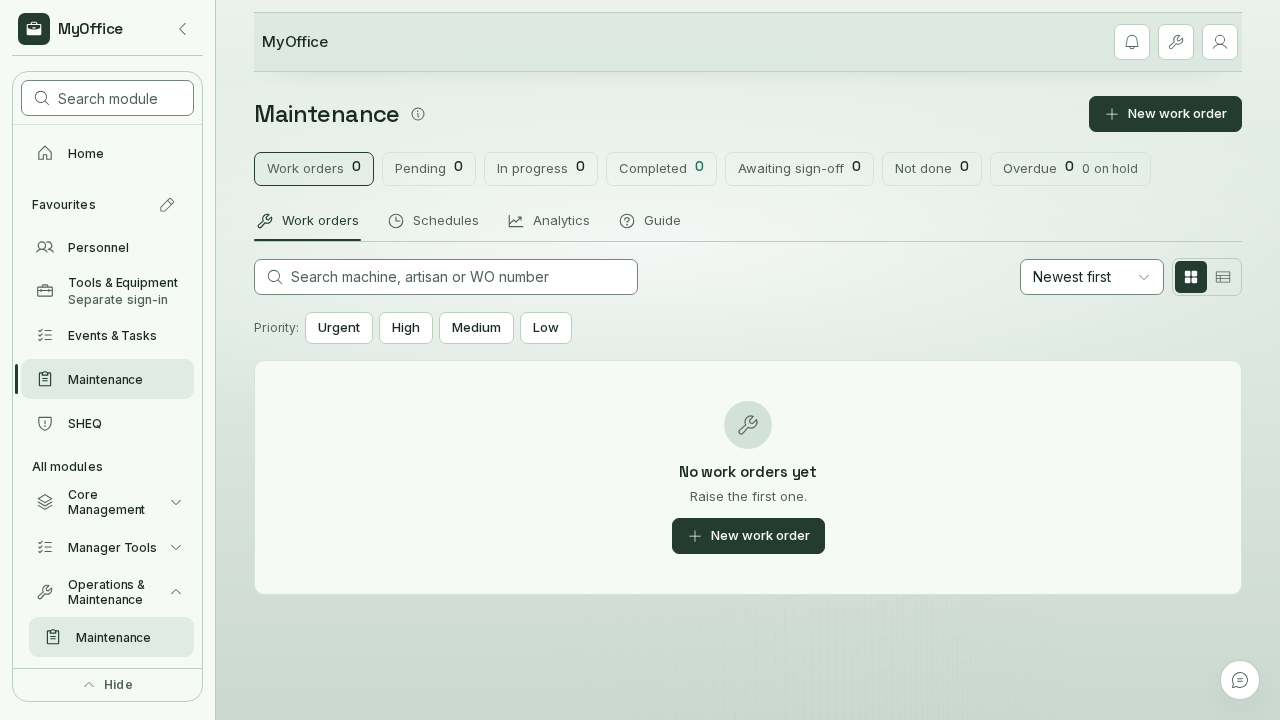 MyOffice
Search module
Home
Favourites
Personnel
Tools & Equipment
Separate sign-in
Events & Tasks
Maintenance
SHEQ
All modules
Core
Management
Manager Tools
Operations &
Maintenance
Maintenance
Hide
MyOffice
Maintenance
New work order
Work orders 0
Pending 0
In progress 0
Completed 0
Awaiting sign-off 0
Not done 0
Overdue 0 0 on hold
Work orders
Schedules
Analytics
Guide
Search machine, artisan or WO number
Newest first
Priority:
Urgent
High
Medium
Low
No work orders yet
Raise the first one.
New work order